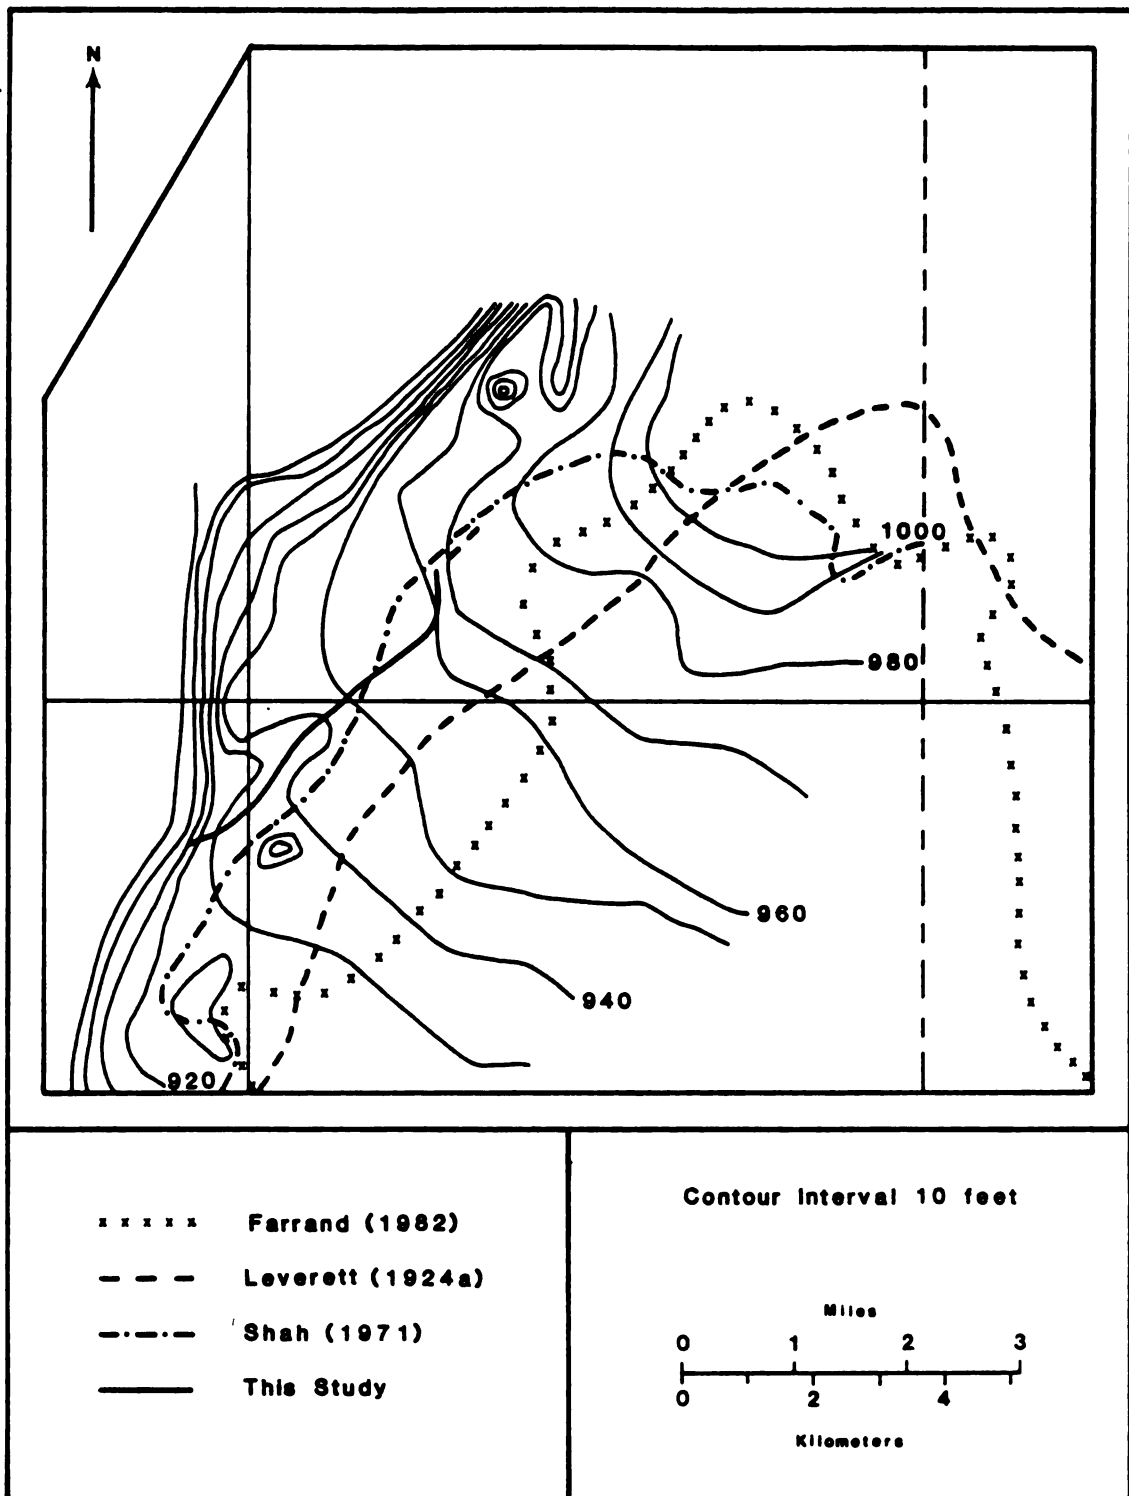 N
1000
980
960
940
920
x x x x x Farrand (1982)
Leverett (1924a)
Shah (1971)
This Study
Contour Interval 10 feet
Miles
0 1 2 3
0 2 4
Kilometers